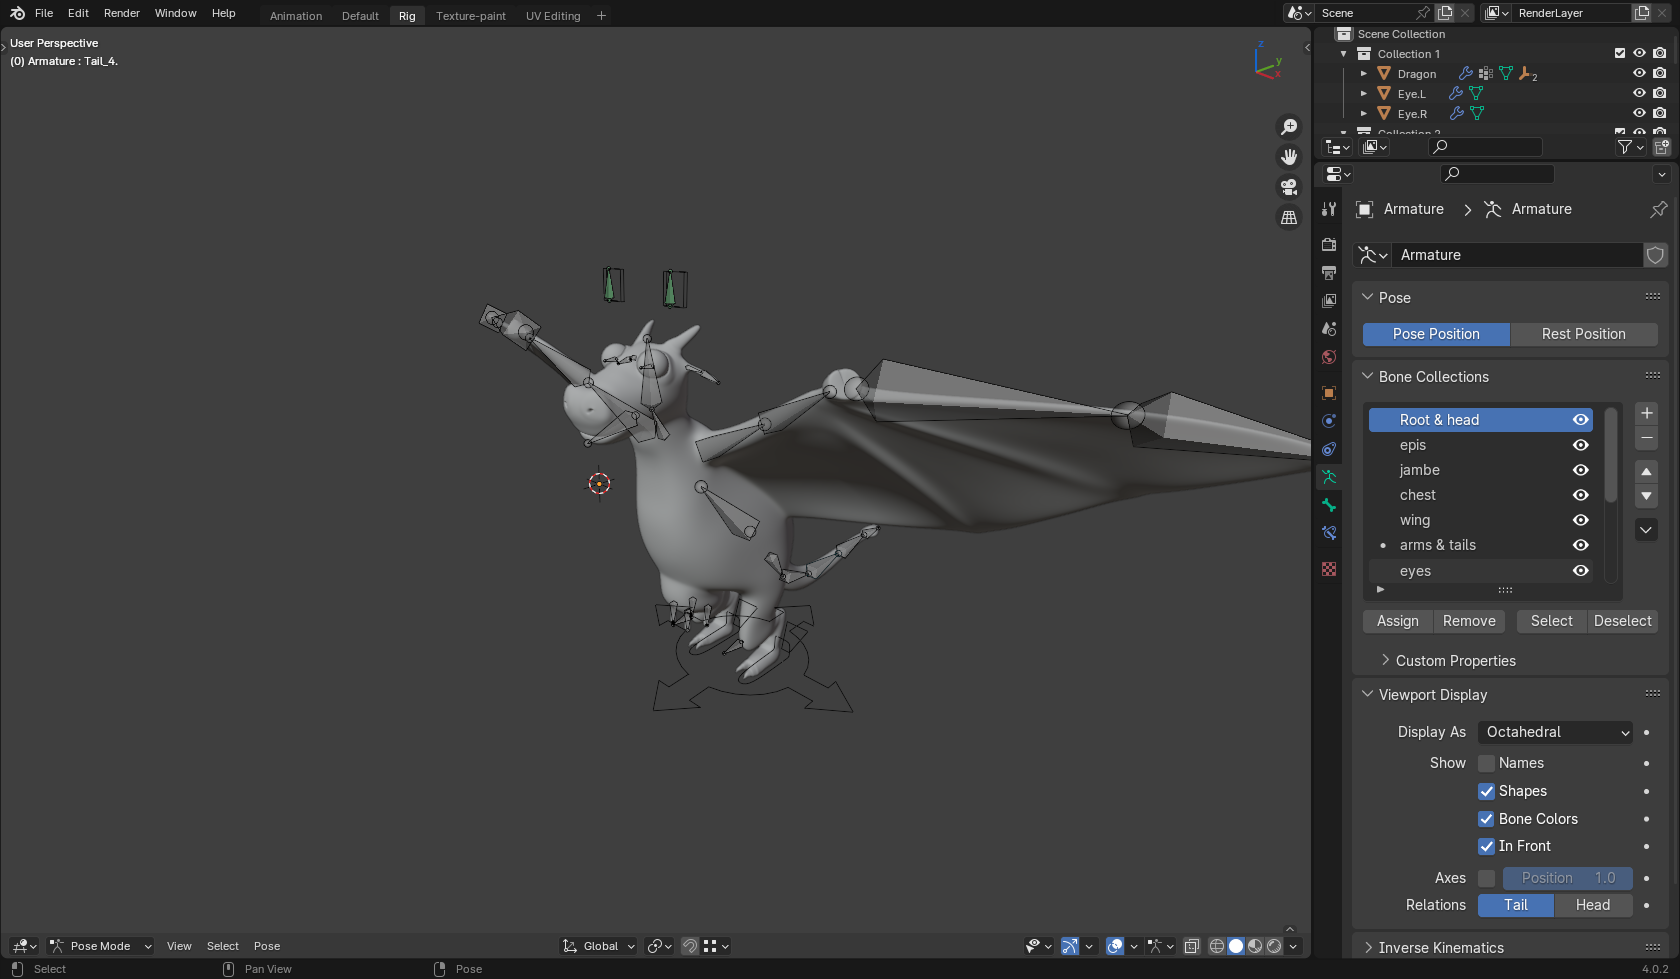 File Edit Render Window Help Animation Default Rig Texture-paint UV Editing Scene RenderLayer
User Perspective
(0) Armature : Tail_4.
z
y
x
Scene Collection
Collection 1
Dragon 2
Eye.L
Eye.R
Collection 2
Armature > Armature
Armature
Pose
Pose Position Rest Position
Bone Collections
Root & head
epis
jambe
chest
wing
arms & tails
eyes
Assign Remove Select Deselect
Custom Properties
Viewport Display
Display As Octahedral
Show Names
Shapes
Bone Colors
In Front
Axes Position 1.0
Relations Tail Head
Inverse Kinematics
Pose Mode View Select Pose Global
Select Pan View Pose 4.0.2